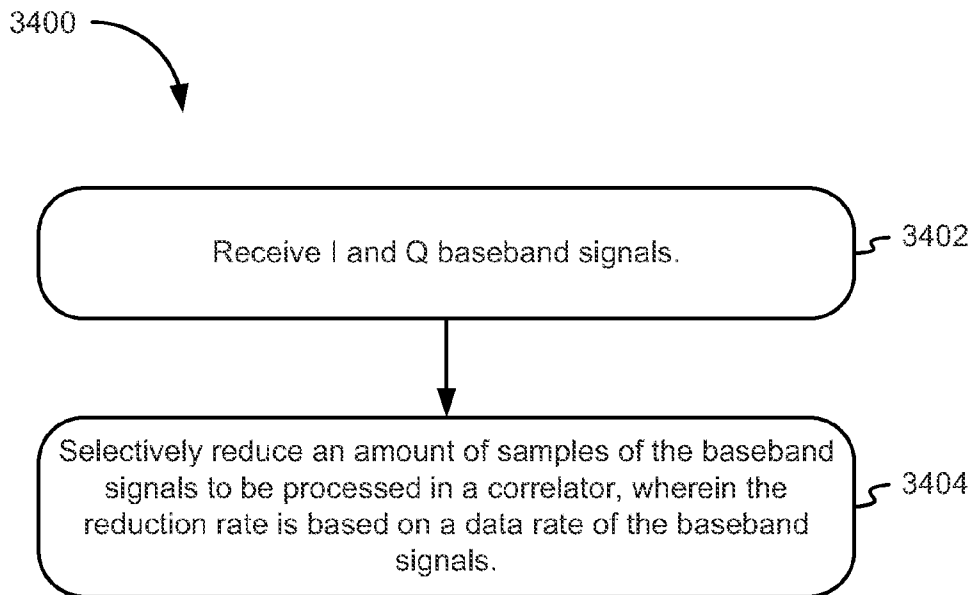 3400
Receive I and Q baseband signals.
3402
Selectively reduce an amount of samples of the baseband
signals to be processed in a correlator, wherein the
reduction rate is based on a data rate of the baseband
signals.
3404